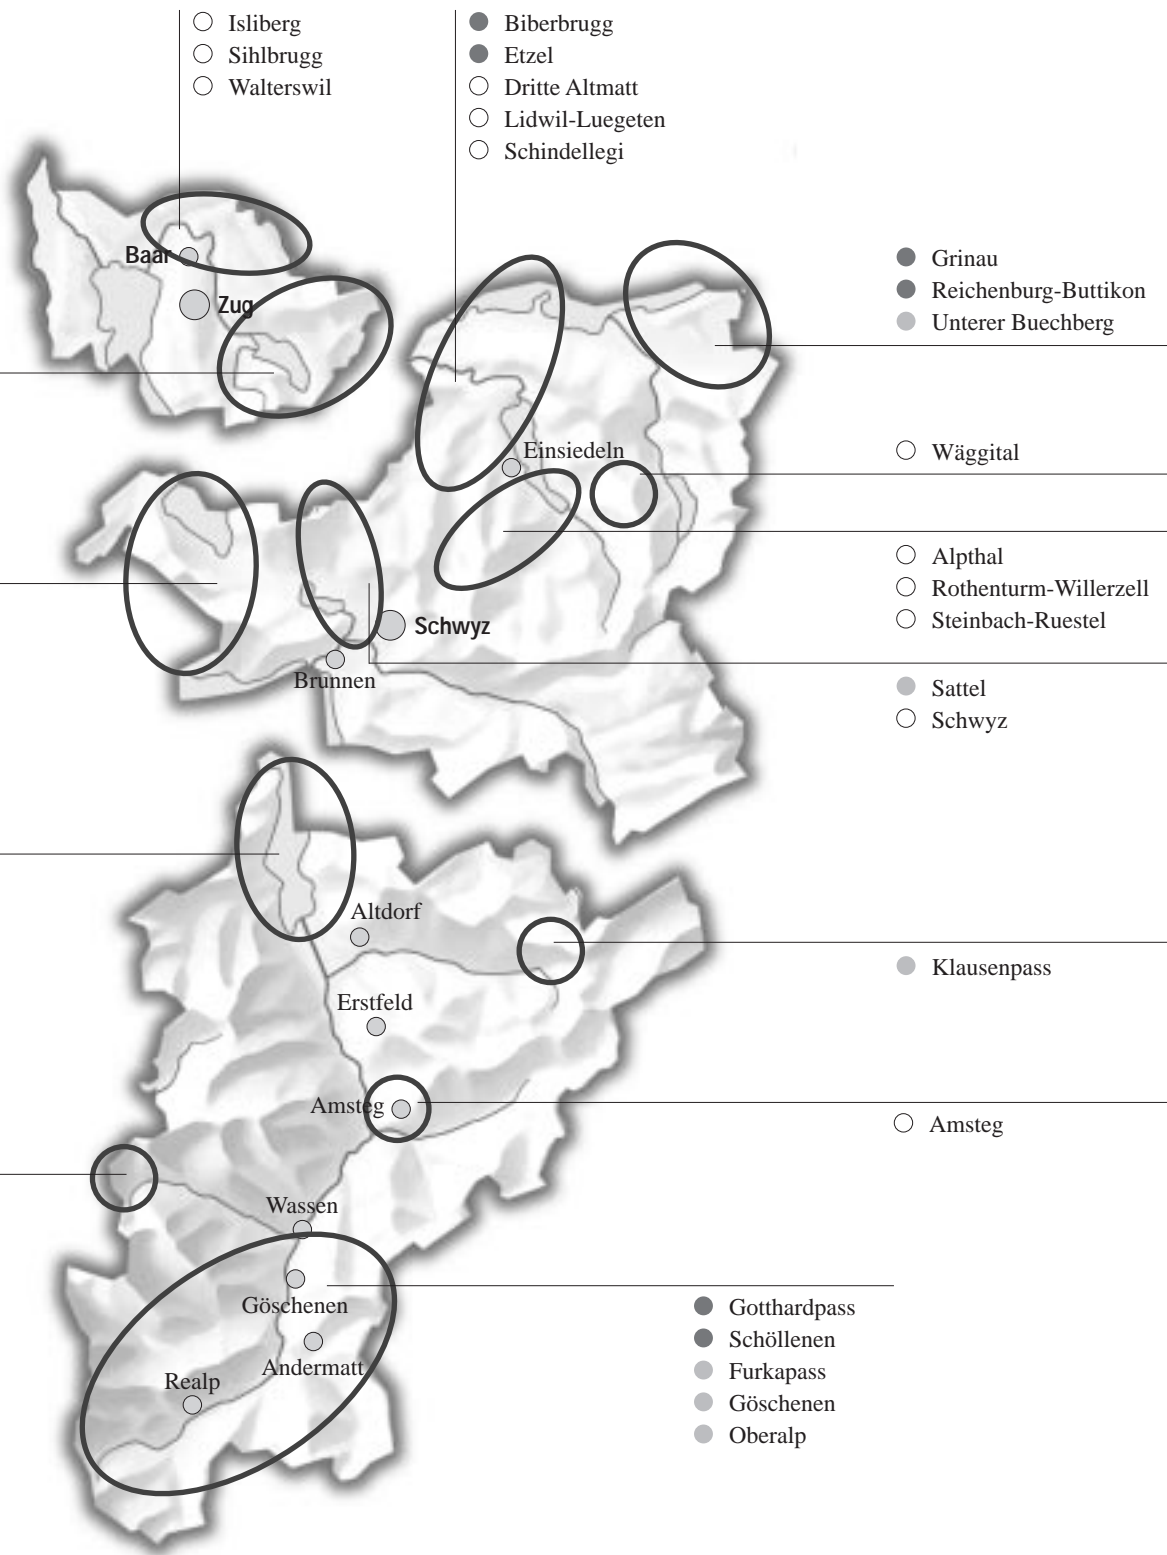 Isliberg
Sihlbrugg
Walterswil
Biberbrugg
Etzel
Dritte Altmatt
Lidwil-Luegeten
Schindellegi
Baar
Zug
Grinau
Reichenburg-Buttikon
Unterer Buechberg
Einsiedeln
Wäggital
Alpthal
Rothenturm-Willerzell
Steinbach-Ruestel
Schwyz
Brunnen
Sattel
Schwyz
Altdorf
Klausenpass
Erstfeld
Amsteg
Amsteg
Wassen
Göschenen
Andermatt
Realp
Gotthardpass
Schöllenen
Furkapass
Göschenen
Oberalp